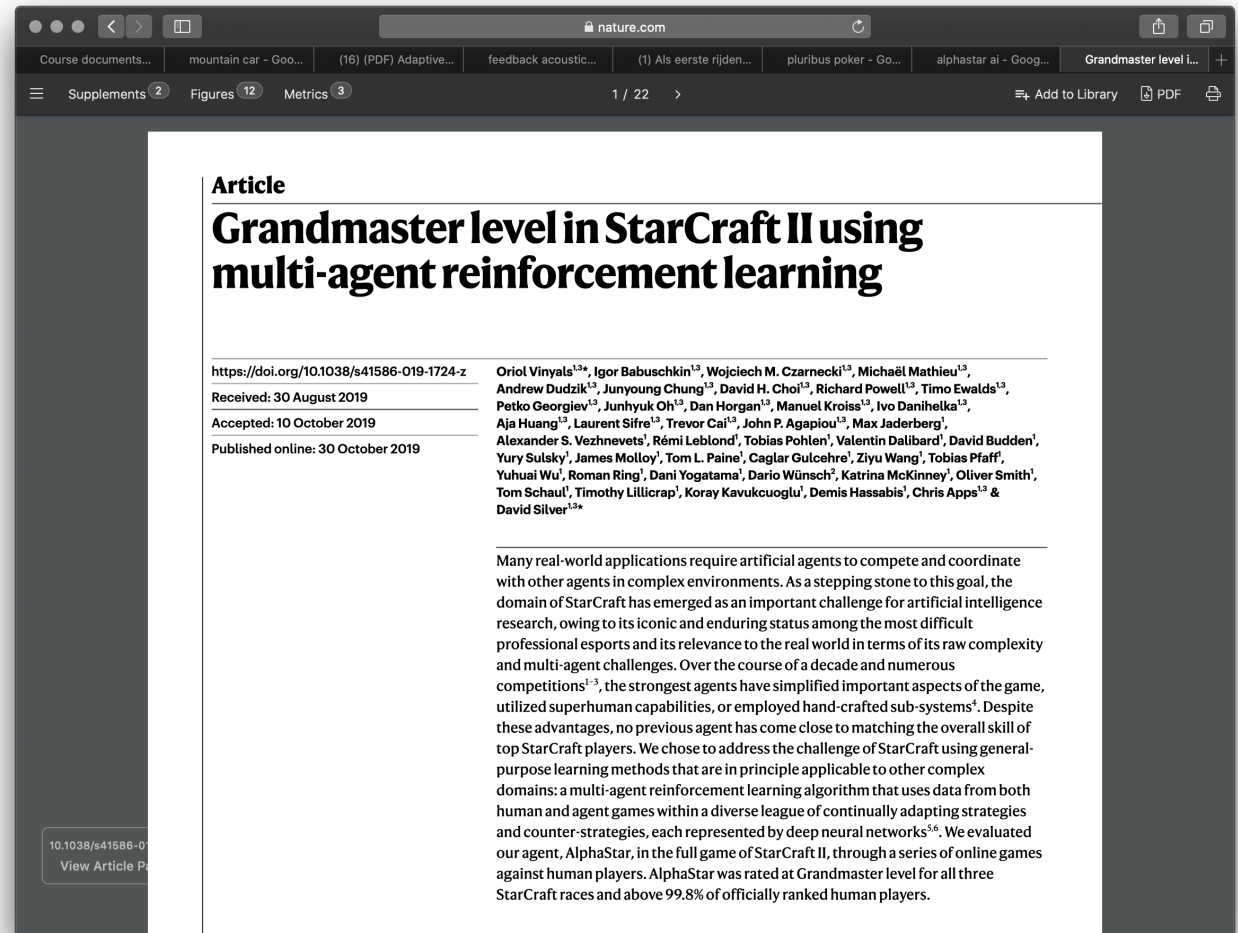 nature.com
Course documents...
mountain car - Goo...
(16) (PDF) Adaptive...
feedback acoustic...
(1) Als eerste rijden...
pluribus poker - Go...
alphastar ai - Goog...
Grandmaster level i...
Supplements 2
Figures 12
Metrics 3
1 / 22
Add to Library
PDF
Article
Grandmaster level in StarCraft II using
multi-agent reinforcement learning
https://doi.org/10.1038/s41586-019-1724-z
Received: 30 August 2019
Accepted: 10 October 2019
Published online: 30 October 2019
Oriol Vinyals1,3*, Igor Babuschkin1,3, Wojciech M. Czarnecki1,3, Michaël Mathieu1,3,
Andrew Dudzik1,3, Junyoung Chung1,3, David H. Choi1,3, Richard Powell1,3, Timo Ewalds1,3,
Petko Georgiev1,3, Junhyuk Oh1,3, Dan Horgan1,3, Manuel Kroiss1,3, Ivo Danihelka1,3,
Aja Huang1,3, Laurent Sifre1,3, Trevor Cai1,3, John P. Agapiou1,3, Max Jaderberg1,
Alexander S. Vezhnevets1, Rémi Leblond1, Tobias Pohlen1, Valentin Dalibard1, David Budden1,
Yury Sulsky1, James Molloy1, Tom L. Paine1, Caglar Gulcehre1, Ziyu Wang1, Tobias Pfaff1,
Yuhuai Wu1, Roman Ring1, Dani Yogatama1, Dario Wünsch2, Katrina McKinney1, Oliver Smith1,
Tom Schaul1, Timothy Lillicrap1, Koray Kavukcuoglu1, Demis Hassabis1, Chris Apps1,3 &
David Silver1,3*
Many real-world applications require artificial agents to compete and coordinate
with other agents in complex environments. As a stepping stone to this goal, the
domain of StarCraft has emerged as an important challenge for artificial intelligence
research, owing to its iconic and enduring status among the most difficult
professional esports and its relevance to the real world in terms of its raw complexity
and multi-agent challenges. Over the course of a decade and numerous
competitions1–3, the strongest agents have simplified important aspects of the game,
utilized superhuman capabilities, or employed hand-crafted sub-systems4. Despite
these advantages, no previous agent has come close to matching the overall skill of
top StarCraft players. We chose to address the challenge of StarCraft using general-
purpose learning methods that are in principle applicable to other complex
domains: a multi-agent reinforcement learning algorithm that uses data from both
human and agent games within a diverse league of continually adapting strategies
and counter-strategies, each represented by deep neural networks5,6. We evaluated
our agent, AlphaStar, in the full game of StarCraft II, through a series of online games
against human players. AlphaStar was rated at Grandmaster level for all three
StarCraft races and above 99.8% of officially ranked human players.
10.1038/s41586-01
View Article Pa